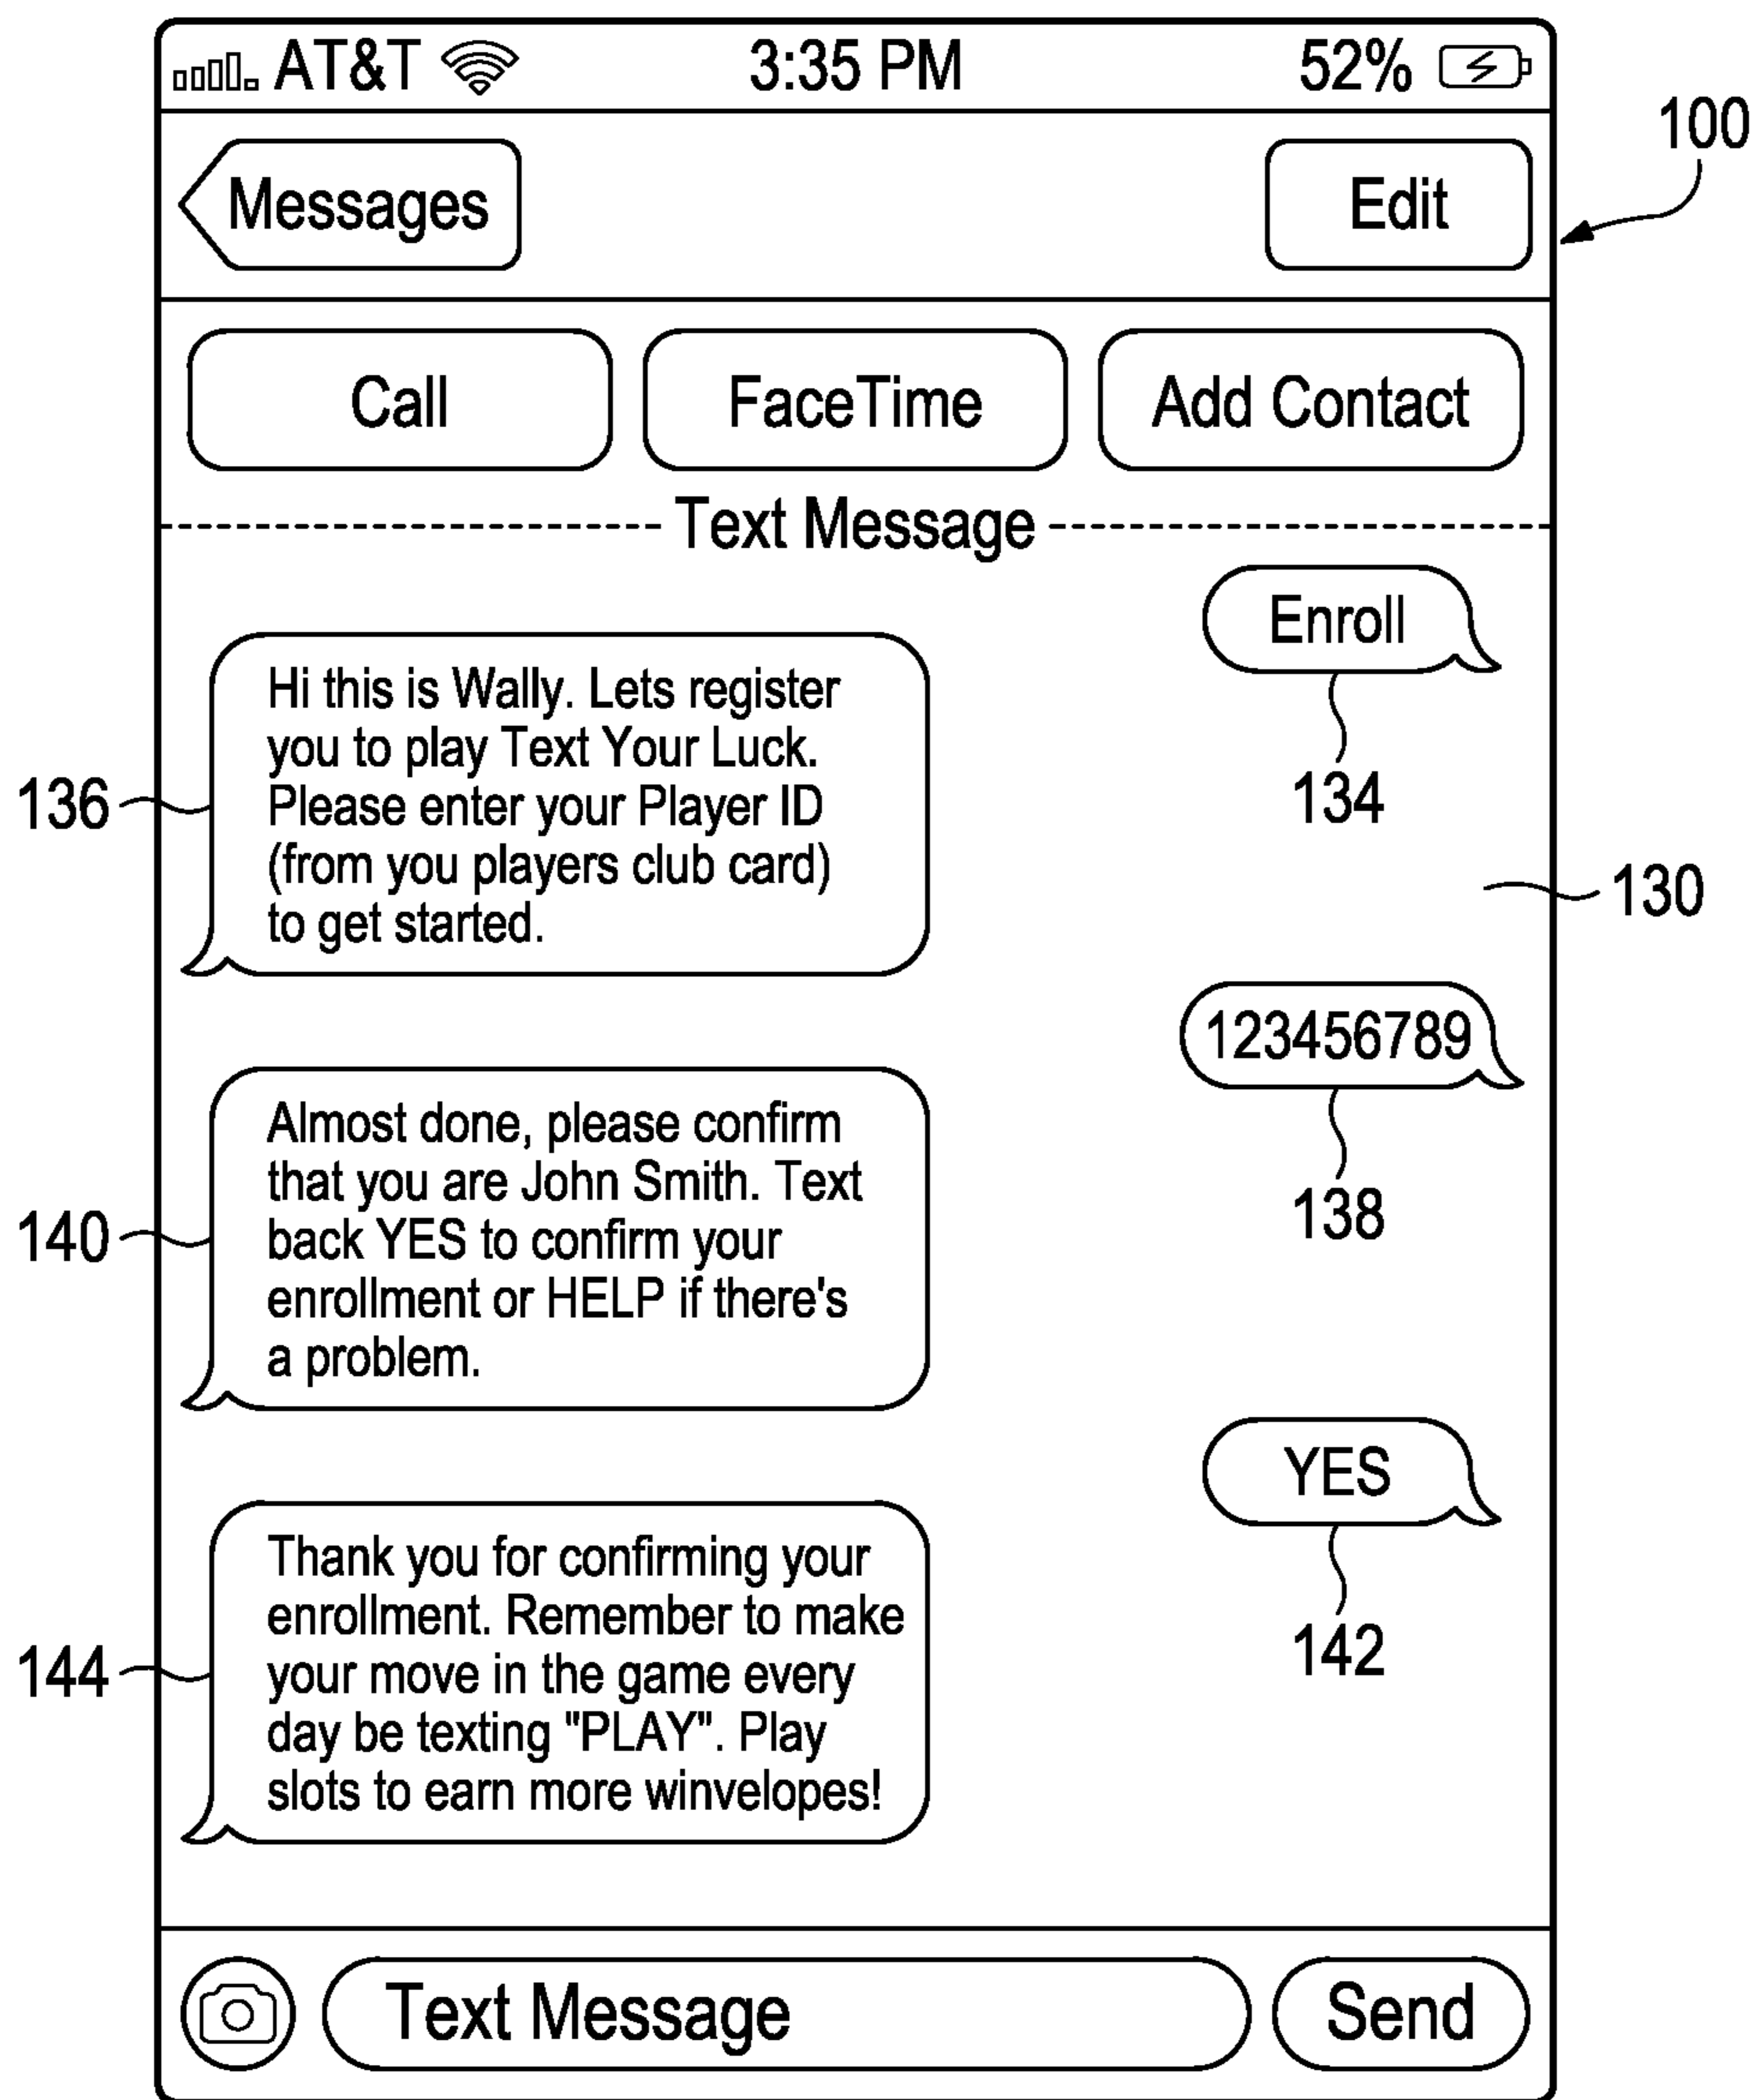 AT&T 3:35 PM 52%
100
Messages Edit
Call FaceTime Add Contact
Text Message
Enroll
134
Hi this is Wally. Lets register
you to play Text Your Luck.
Please enter your Player ID
(from you players club card)
to get started.
136
130
123456789
138
Almost done, please confirm
that you are John Smith. Text
back YES to confirm your
enrollment or HELP if there's
a problem.
140
YES
142
Thank you for confirming your
enrollment. Remember to make
your move in the game every
day be texting "PLAY". Play
slots to earn more winvelopes!
144
Text Message Send